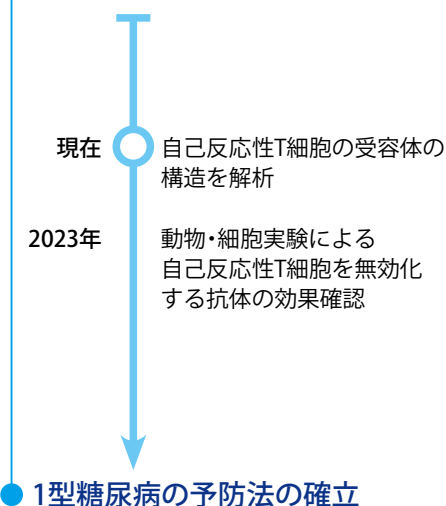 現在 自己反応性T細胞の受容体の
構造を解析
2023年 動物・細胞実験による
自己反応性T細胞を無効化
する抗体の効果確認
1型糖尿病の予防法の確立